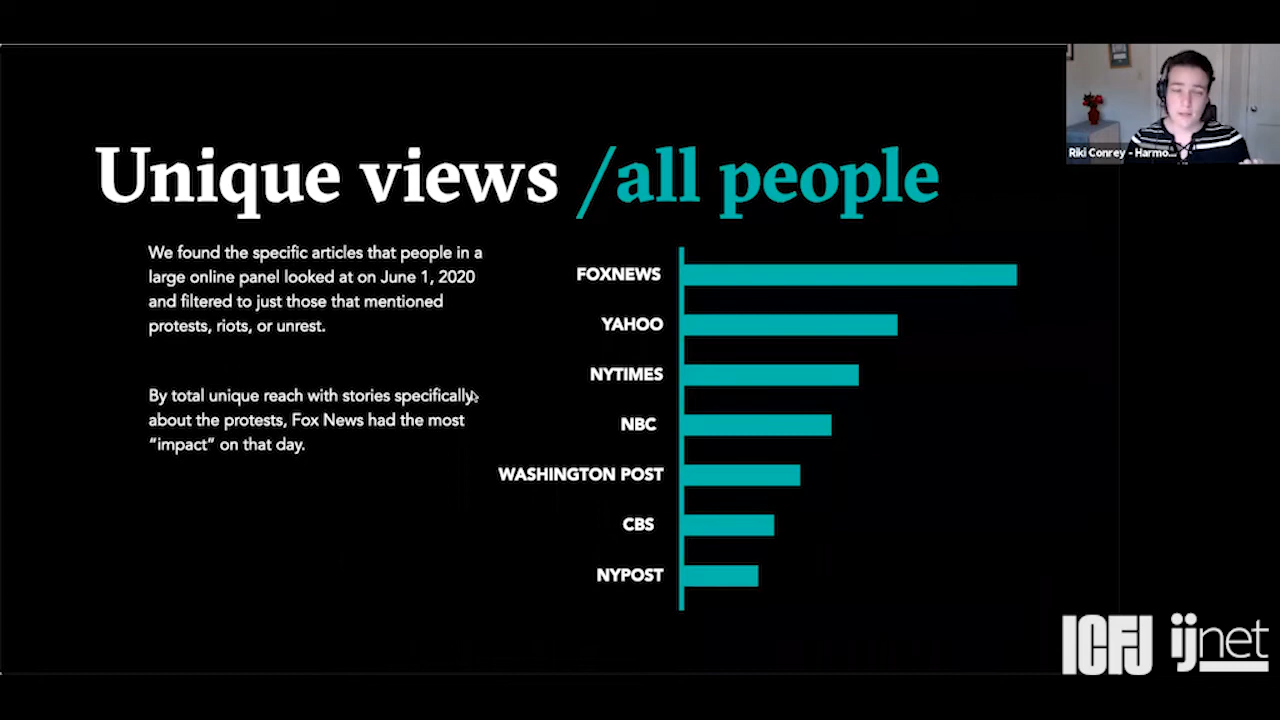 Unique views /all people
We found the specific articles that people in a
large online panel looked at on June 1, 2020
and filtered to just those that mentioned
protests, riots, or unrest.
By total unique reach with stories specifically
about the protests, Fox News had the most
“impact” on that day.
FOXNEWS
YAHOO
NYTIMES
NBC
WASHINGTON POST
CBS
NYPOST
Riki Conrey - Harmo...
ICFJ ijnet